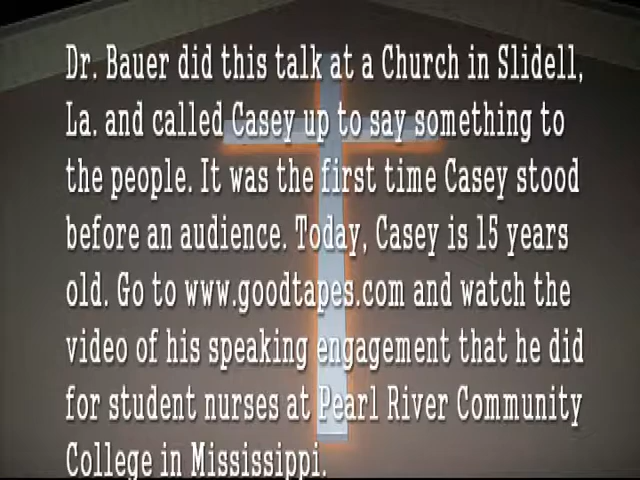 Dr. Bauer did this talk at a Church in Slidell,
La. and called Casey up to say something to
the people. It was the first time Casey stood
before an audience. Today, Casey is 15 years
old. Go to www.goodtapes.com and watch the
video of his speaking engagement that he did
for student nurses at Pearl River Community
College in Mississippi.